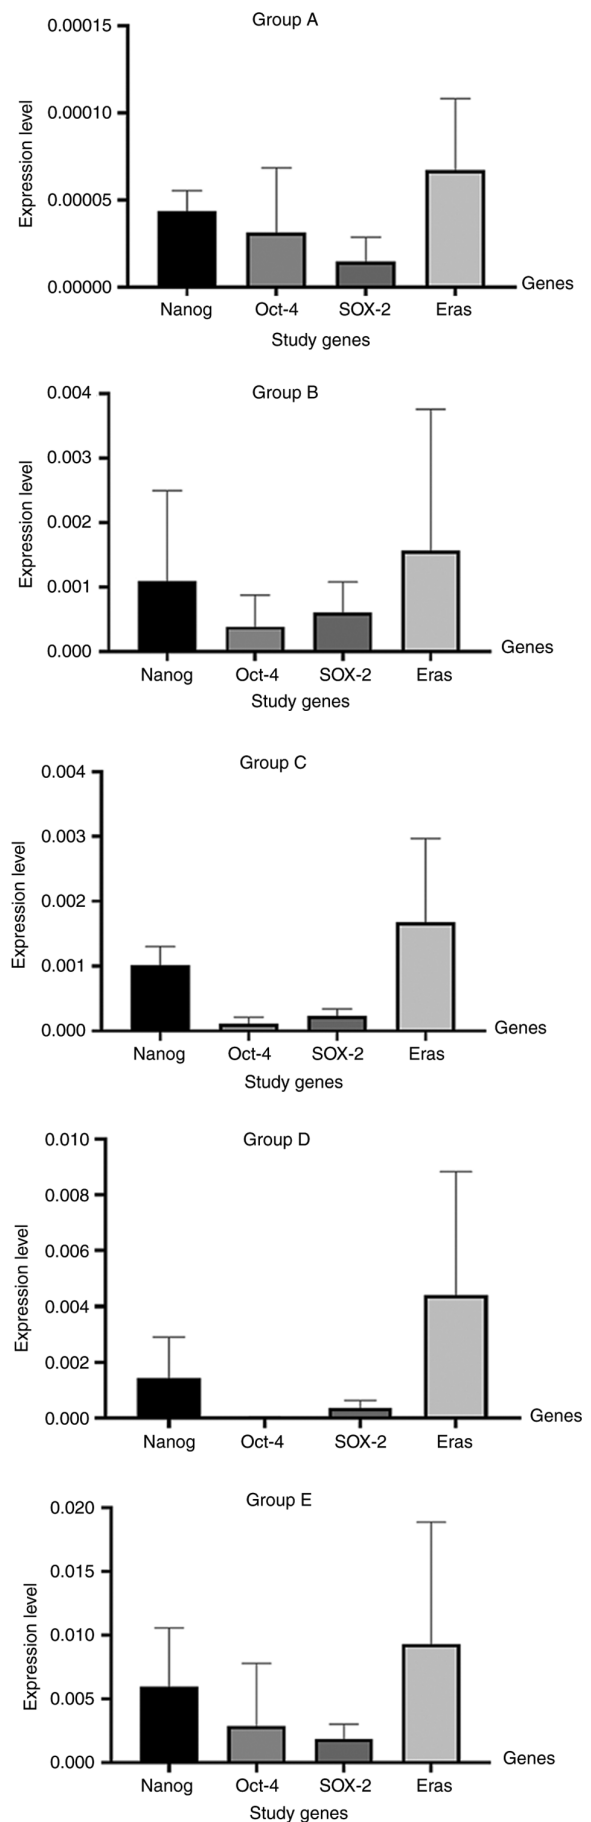 Group A
Expression level
0.00015
0.00010
0.00005
0.00000
Nanog Oct-4 SOX-2 Eras Genes
Study genes
Group B
Expression level
0.004
0.003
0.002
0.001
0.000
Nanog Oct-4 SOX-2 Eras Genes
Study genes
Group C
Expression level
0.004
0.003
0.002
0.001
0.000
Nanog Oct-4 SOX-2 Eras Genes
Study genes
Group D
Expression level
0.010
0.008
0.006
0.004
0.002
0.000
Nanog Oct-4 SOX-2 Eras Genes
Group E
Expression level
0.020
0.015
0.010
0.005
0.000
Nanog Oct-4 SOX-2 Eras Genes
Study genes